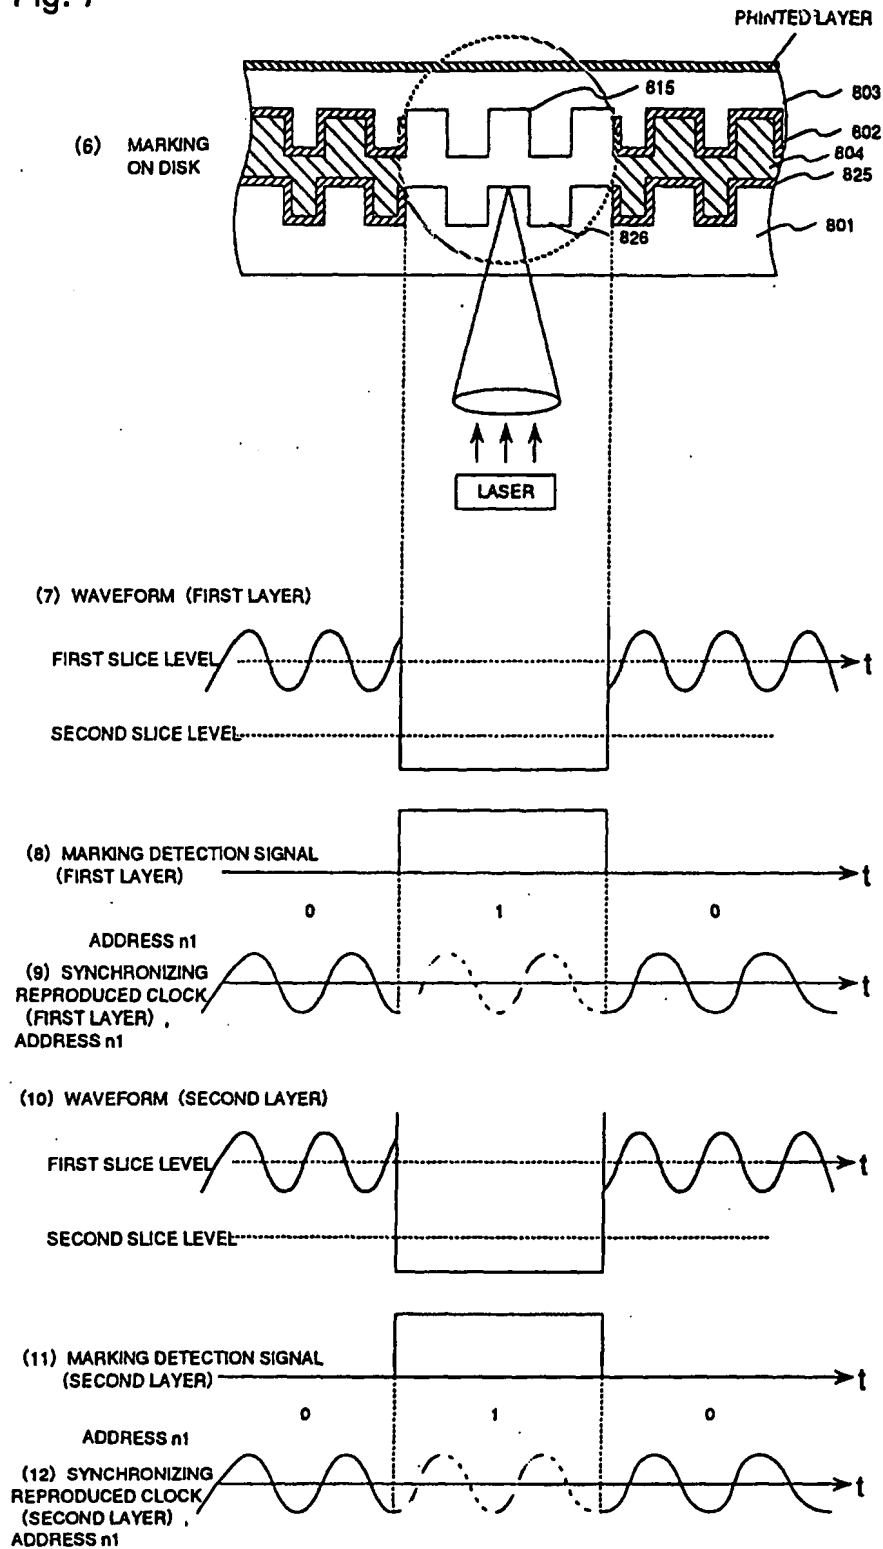 Fig. 7
PRINTED LAYER
815
803
(6) MARKING
ON DISK
802
804
825
826
801
LASER
(7) WAVEFORM (FIRST LAYER)
FIRST SLICE LEVEL
t
SECOND SLICE LEVEL
(8) MARKING DETECTION SIGNAL
(FIRST LAYER)
t
0 1 0
ADDRESS n1
(9) SYNCHRONIZING
REPRODUCED CLOCK
(FIRST LAYER),
ADDRESS n1
t
(10) WAVEFORM (SECOND LAYER)
FIRST SLICE LEVEL
t
SECOND SLICE LEVEL
(11) MARKING DETECTION SIGNAL
(SECOND LAYER)
t
0 1 0
ADDRESS n1
(12) SYNCHRONIZING
REPRODUCED CLOCK
(SECOND LAYER),
ADDRESS n1
t